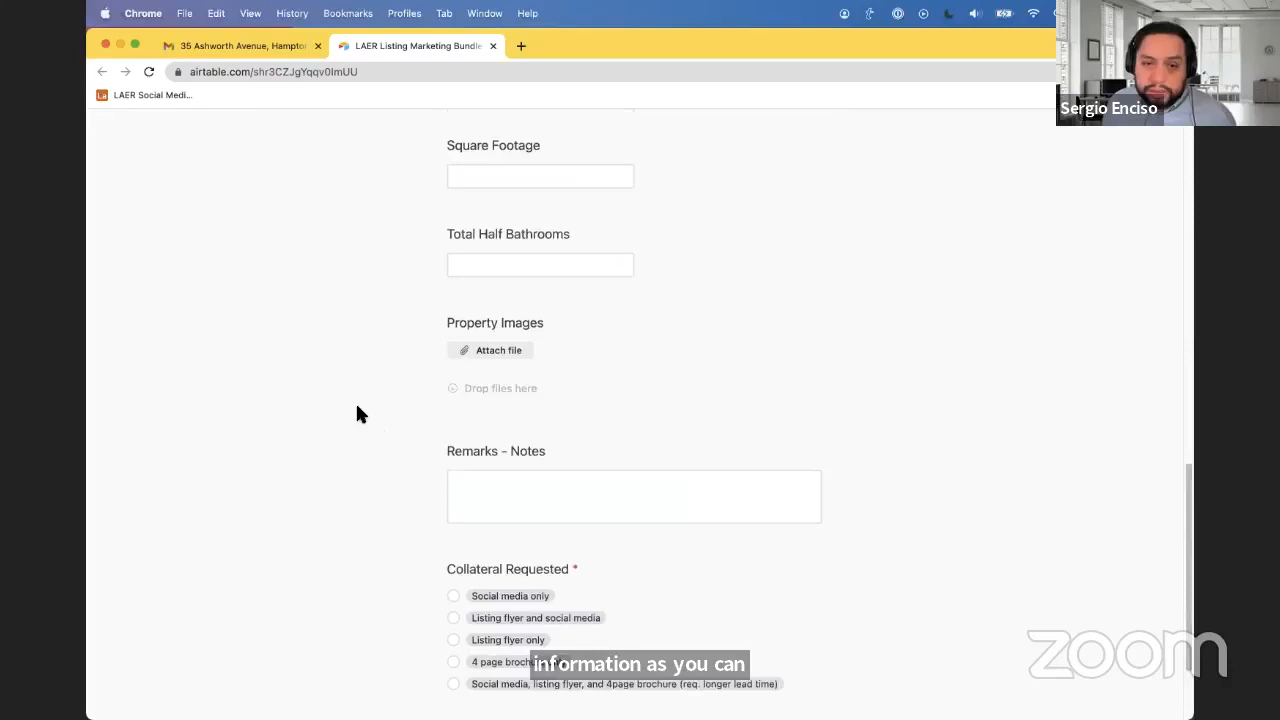 Chrome File Edit View History Bookmarks Profiles Tab Window Help
35 Ashworth Avenue, Hampto
LAER Listing Marketing Bundle
airtable.com/shr3CZJgYqqv0ImUU
La LAER Social Medi...
Sergio Enciso
Square Footage
Total Half Bathrooms
Property Images
Attach file
Drop files here
Remarks - Notes
Collateral Requested *
Social media only
Listing flyer and social media
Listing flyer only
4 page
information as you can
Social media, listing flyer, and 4page brochure (req. longer lead time)
zoom